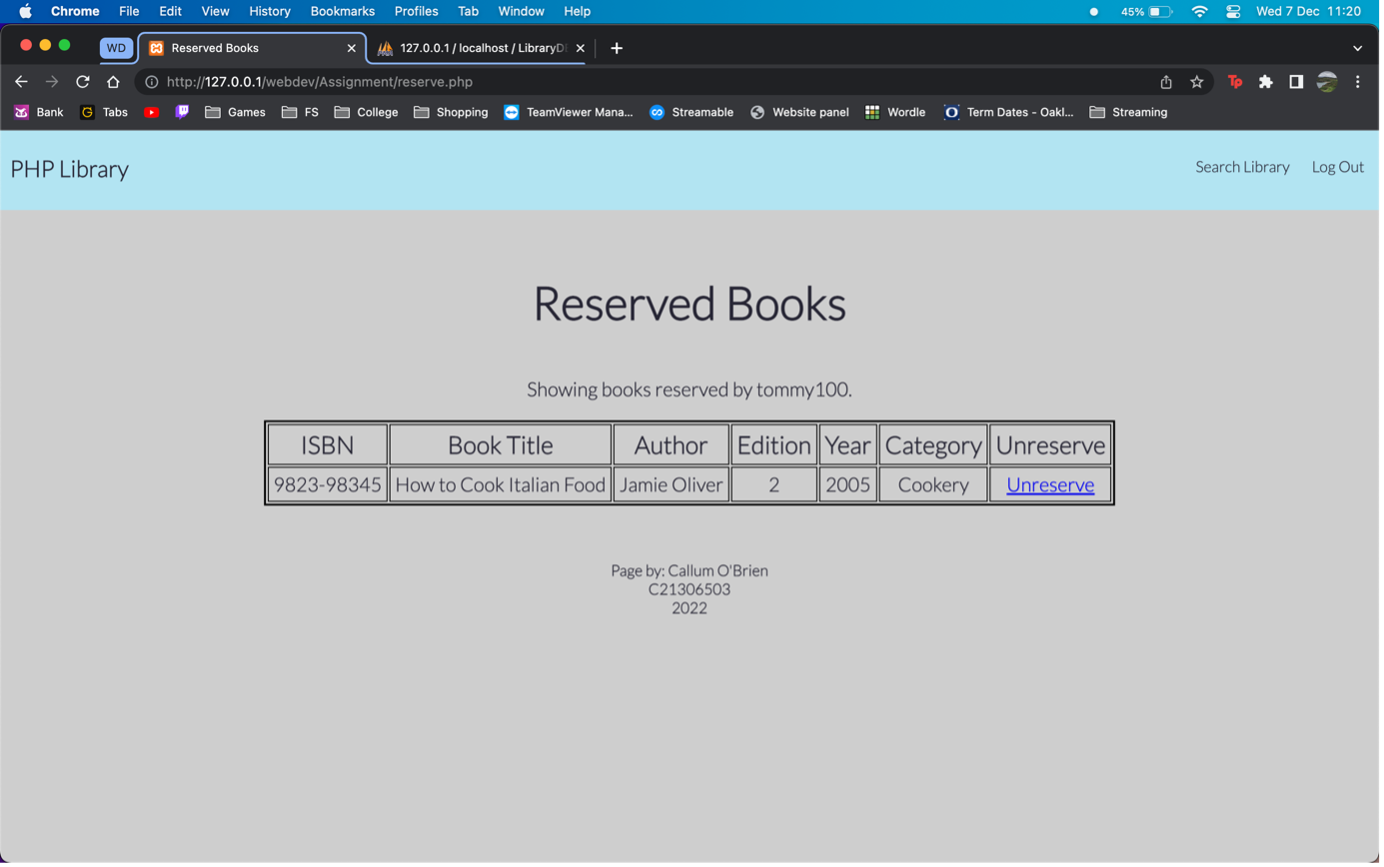 Chrome File Edit View History Bookmarks Profiles Tab Window Help 45% Wed 7 Dec 11:20
WD Reserved Books 127.0.0.1 / localhost / LibraryD
http://127.0.0.1/webdev/Assignment/reserve.php Tp
Bank G Tabs Games FS College Shopping TeamViewer Mana... Streamable Website panel Wordle Term Dates - Oakl... Streaming
PHP Library Search Library Log Out
Reserved Books
Showing books reserved by tommy100.
ISBN Book Title Author Edition Year Category Unreserve
9823-98345 How to Cook Italian Food Jamie Oliver 2 2005 Cookery Unreserve
Page by: Callum O'Brien
C21306503
2022